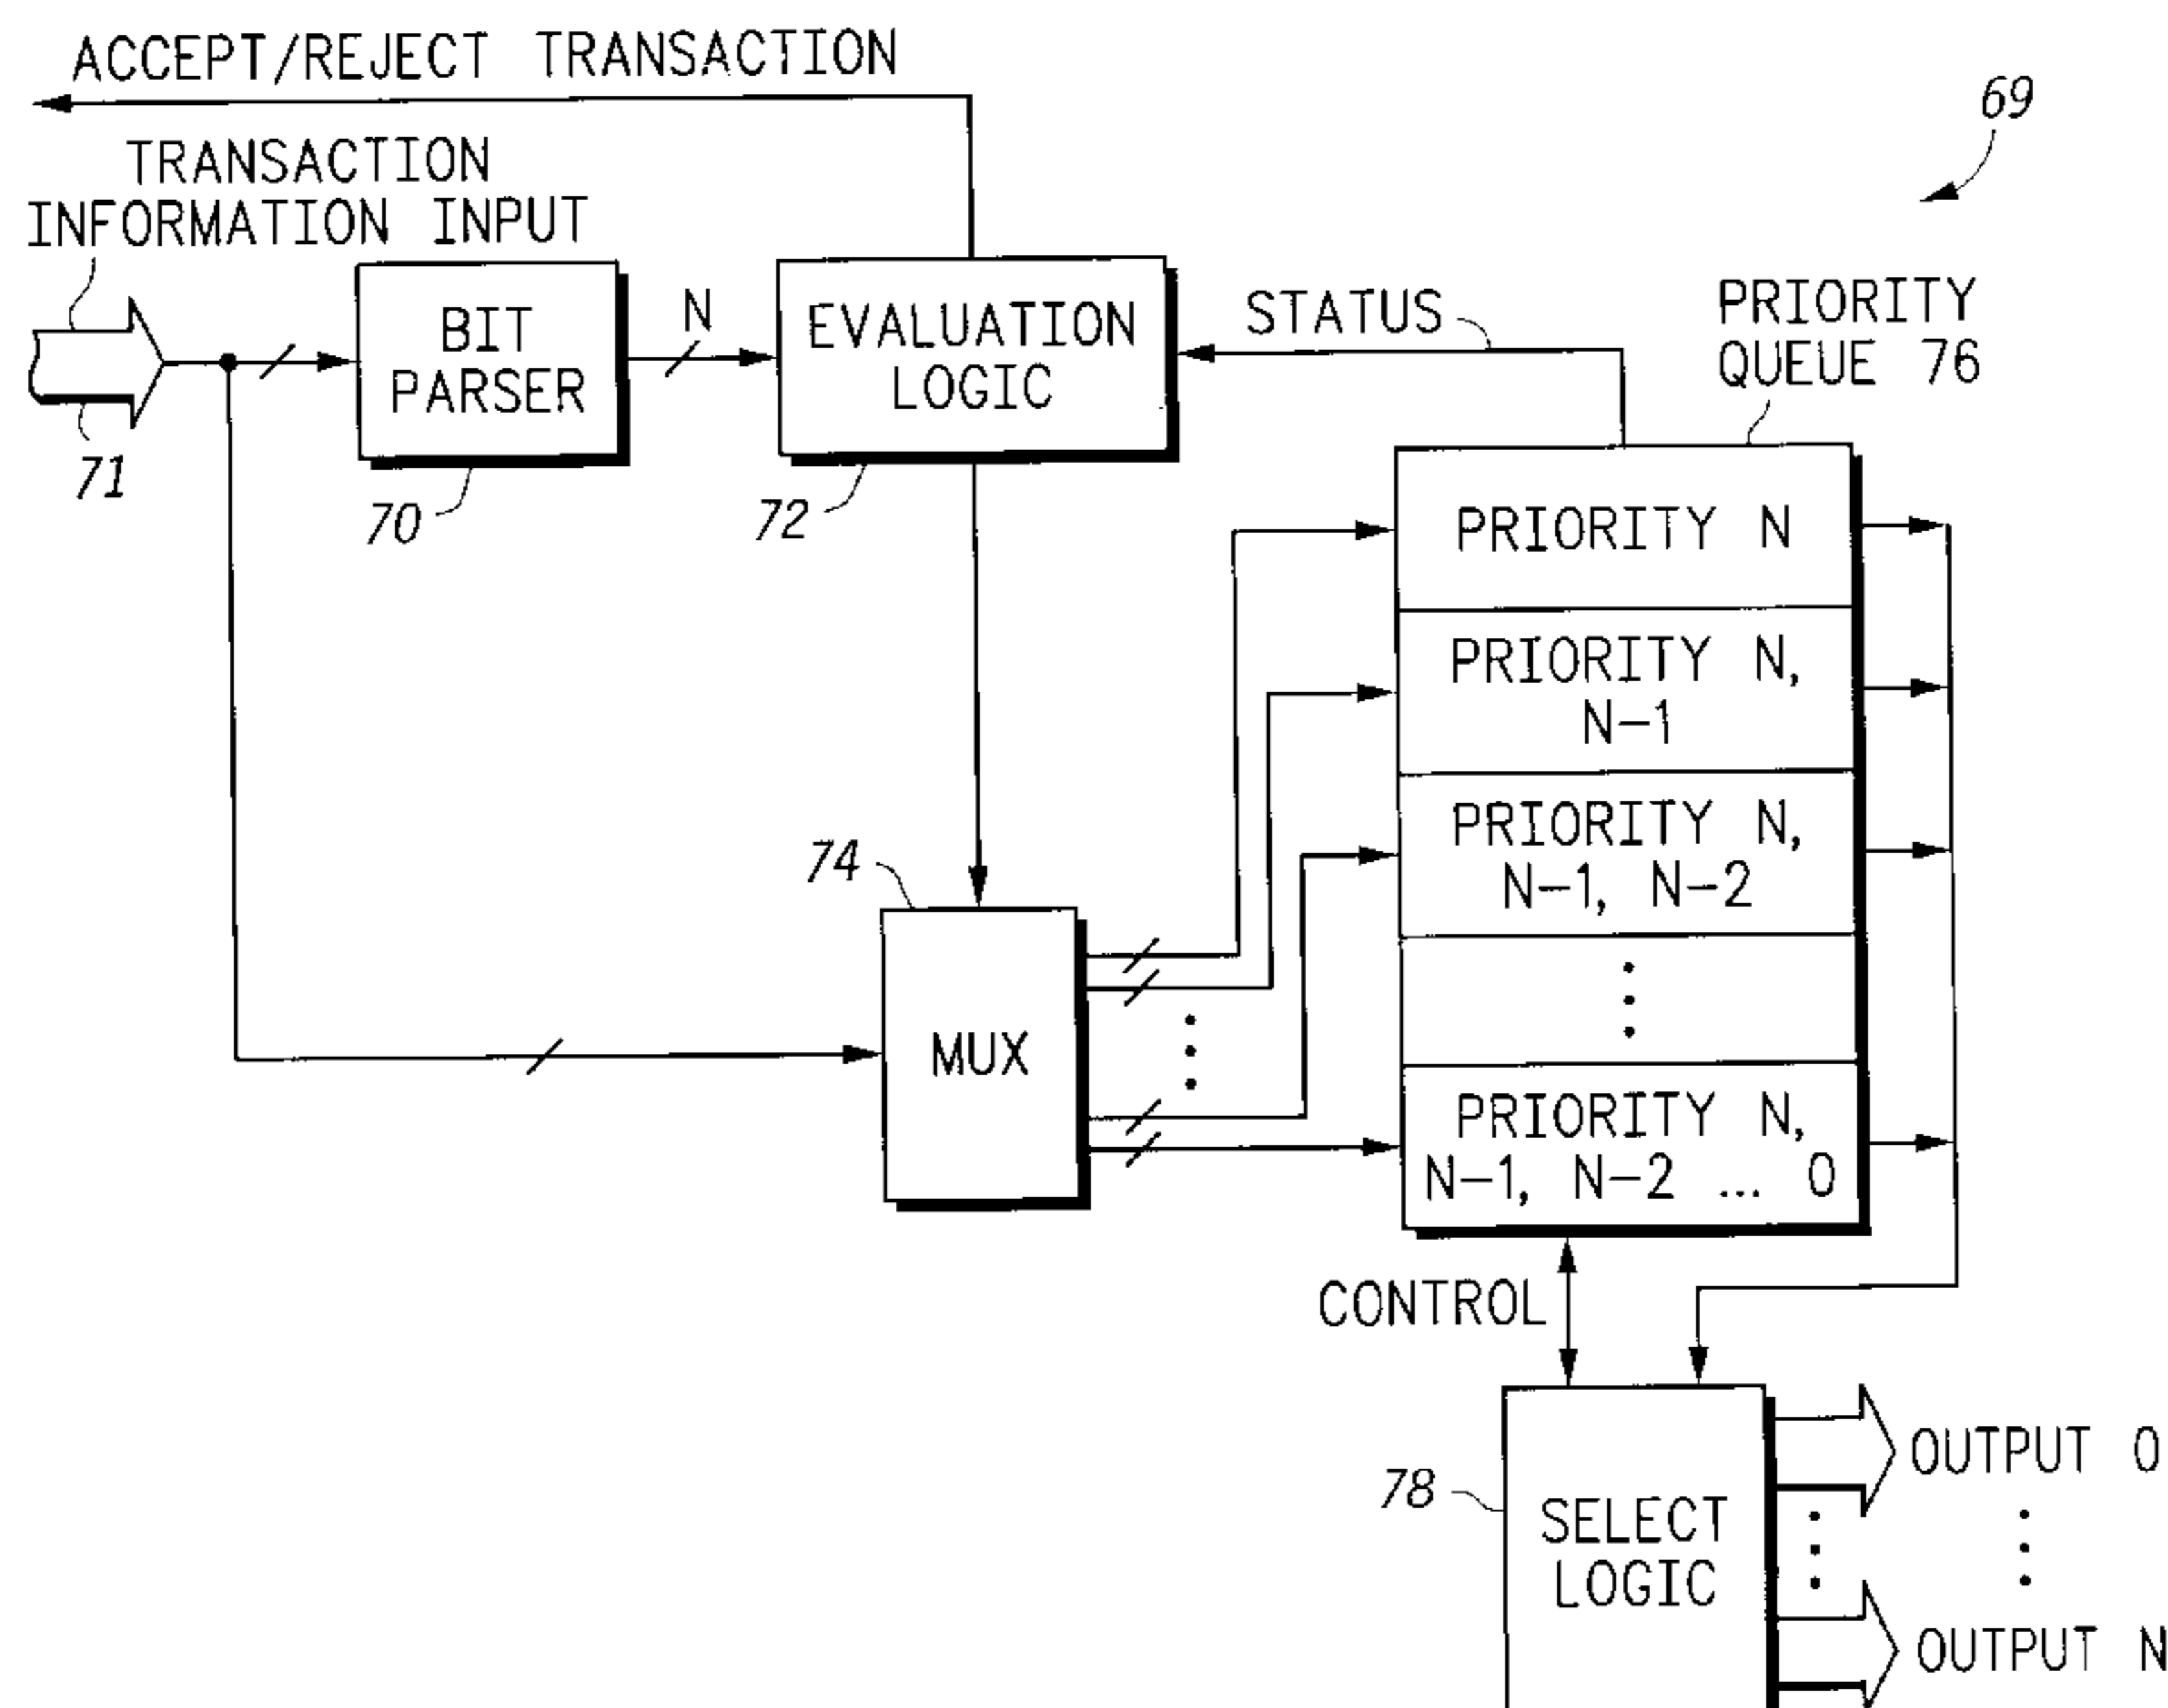 ACCEPT/REJECT TRANSACTION
69
TRANSACTION
INFORMATION INPUT
71
BIT
PARSER
70
N
EVALUATION
LOGIC
72
STATUS
PRIORITY
QUEUE 76
PRIORITY N
PRIORITY N,
N-1
PRIORITY N,
N-1, N-2
PRIORITY N,
N-1, N-2 ... 0
74
MUX
CONTROL
78
SELECT
LOGIC
OUTPUT 0
OUTPUT N